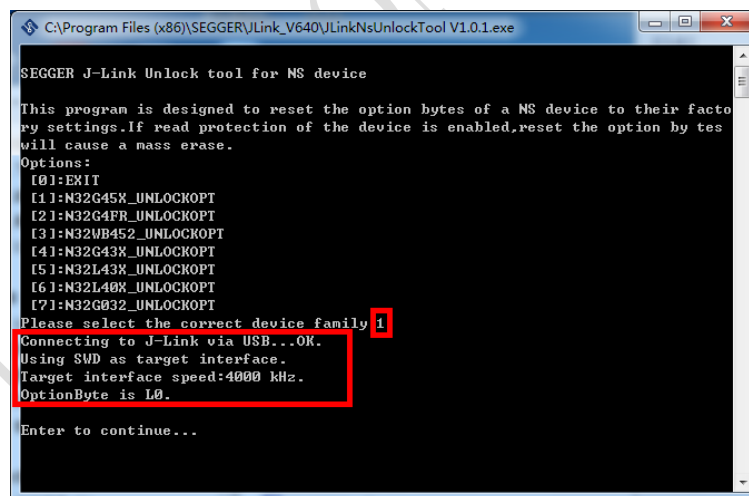 C:\Program Files (x86)\SEGGER\JLink_V640\JLinkNsUnlockTool V1.0.1.exe
SEGGER J-Link Unlock tool for NS device
This program is designed to reset the option bytes of a NS device to their facto
ry settings.If read protection of the device is enabled,reset the option by tes
will cause a mass erase.
Options:
[0]:EXIT
[1]:N32G45X_UNLOCKOPT
[2]:N32G4FR_UNLOCKOPT
[3]:N32WB452_UNLOCKOPT
[4]:N32G43X_UNLOCKOPT
[5]:N32L43X_UNLOCKOPT
[6]:N32L40X_UNLOCKOPT
[7]:N32G032_UNLOCKOPT
Please select the correct device family 1
Connecting to J-Link via USB...OK.
Using SWD as target interface.
Target interface speed:4000 kHz.
OptionByte is L0.
Enter to continue...